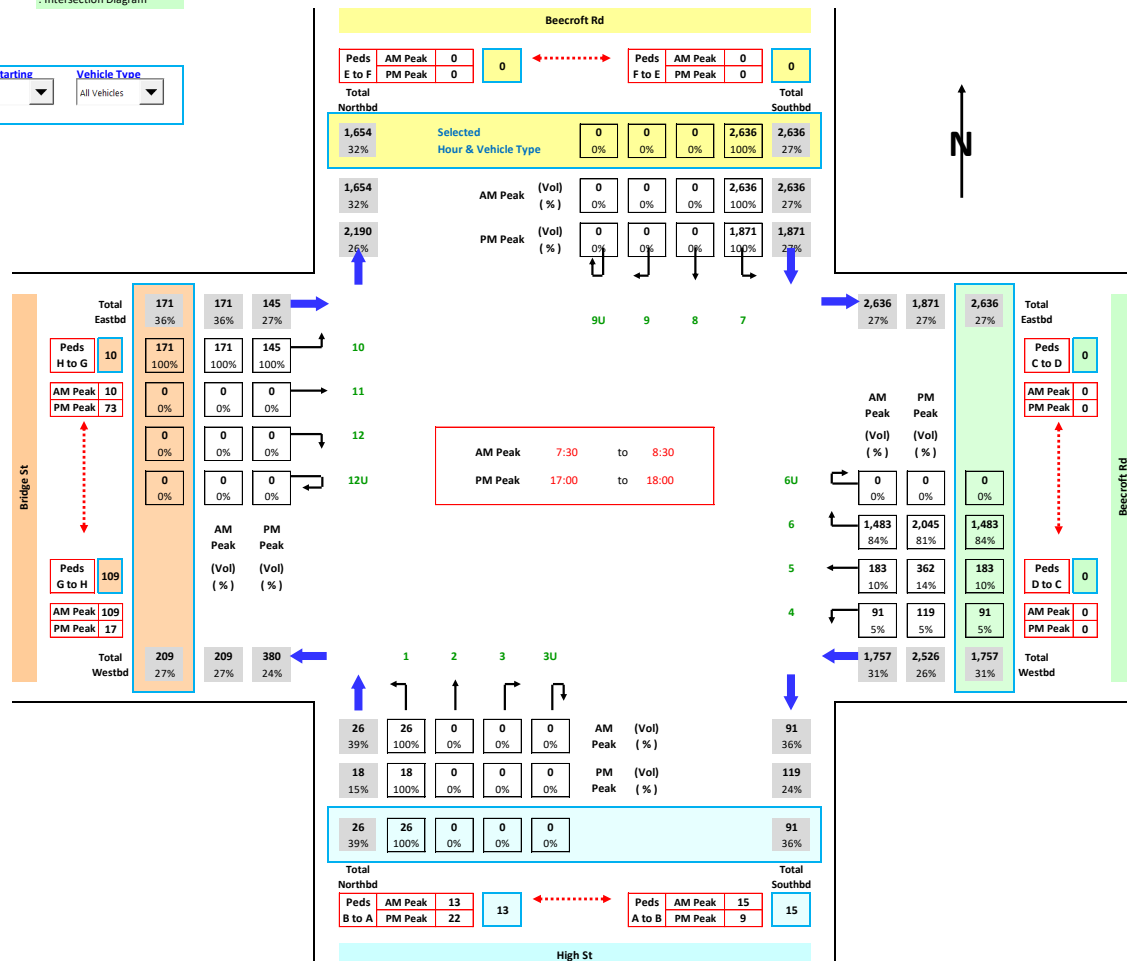 : Intersection Diagram
Beecroft Rd
tarting Vehicle Type
All Vehicles
Peds AM Peak 0 0 Peds AM Peak 0 0
E to F PM Peak 0 F to E PM Peak 0
Total Total
Northbd Southbd
1,654 Selected 0 0 0 2,636 2,636
32% Hour & Vehicle Type 0% 0% 0% 100% 27%
N
1,654 AM Peak (Vol) 0 0 0 2,636 2,636
32% ( % ) 0% 0% 0% 100% 27%
2,190 PM Peak (Vol) 0 0 0 1,871 1,871
26% ( % ) 0% 0% 0% 100% 27%
9U 9 8 7
Total 171 171 145
Eastbd 36% 36% 27%
Peds 10 171 171 145 10
H to G 100% 100% 100%
AM Peak 10 0 0 0 11
PM Peak 73 0% 0% 0%
0 0 0 12
0% 0% 0%
0 0 0 12U
0% 0% 0%
Bridge St
AM PM
Peak Peak
(Vol) (Vol)
( % ) ( % )
Peds 109
G to H
AM Peak 109
PM Peak 17
Total 209 209 380
Westbd 27% 27% 24%
AM Peak 7:30 to 8:30
PM Peak 17:00 to 18:00
2,636 1,871 2,636 Total
27% 27% 27% Eastbd
Peds 0
C to D
AM Peak 0
PM Peak 0
AM PM
Peak Peak
(Vol) (Vol)
( % ) ( % )
6U 0 0 0
0% 0% 0%
6 1,483 2,045 1,483
84% 81% 84%
5 183 362 183
10% 14% 10%
4 91 119 91
5% 5% 5%
Peds 0
D to C
AM Peak 0
PM Peak 0
1,757 2,526 1,757 Total
31% 26% 31% Westbd
Beecroft Rd
1 2 3 3U
26 26 0 0 0 AM (Vol) 91
39% 100% 0% 0% 0% Peak ( % ) 36%
18 18 0 0 0 PM (Vol) 119
15% 100% 0% 0% 0% Peak ( % ) 24%
26 26 0 0 0 91
39% 100% 0% 0% 0% 36%
Total Total
Northbd Southbd
Peds AM Peak 13 13 Peds AM Peak 15 15
B to A PM Peak 22 A to B PM Peak 9
High St